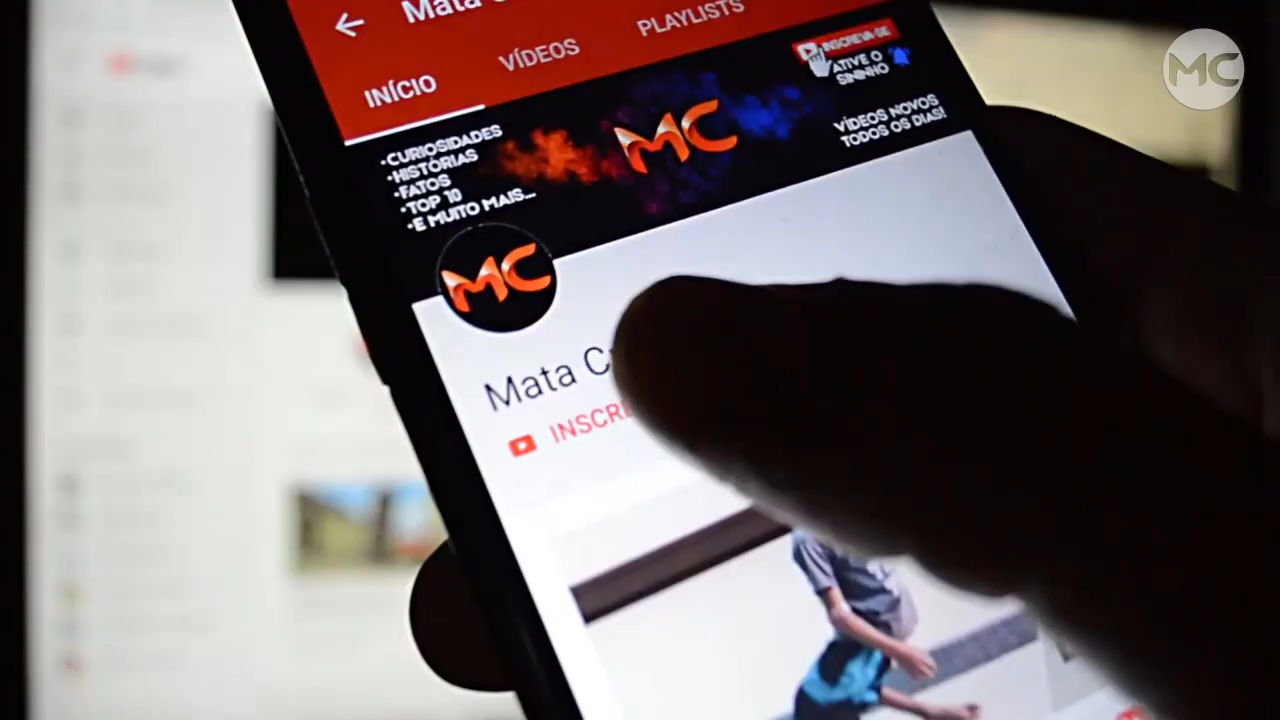 Mata
INÍCIO VÍDEOS PLAYLISTS
•CURIOSIDADES
•HISTÓRIAS
•FATOS
•TOP 10
•E MUITO MAIS...
MC
INSCREVA-SE
ATIVE O
SININHO
VÍDEOS NOVOS
TODOS OS DIAS!
MC
Mata C
INSCRE
MC